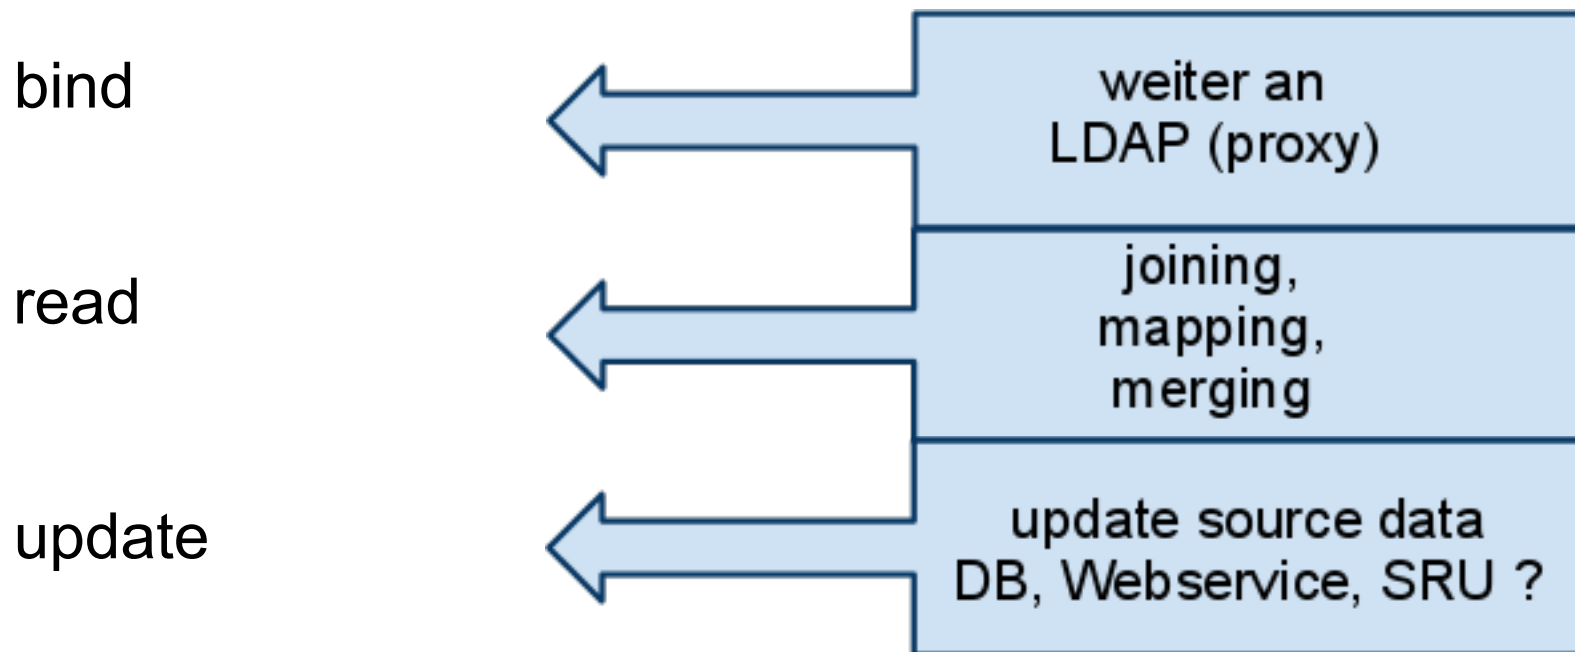 bind
weiter an
LDAP (proxy)
read
joining,
mapping,
merging
update
update source data
DB, Webservice, SRU ?